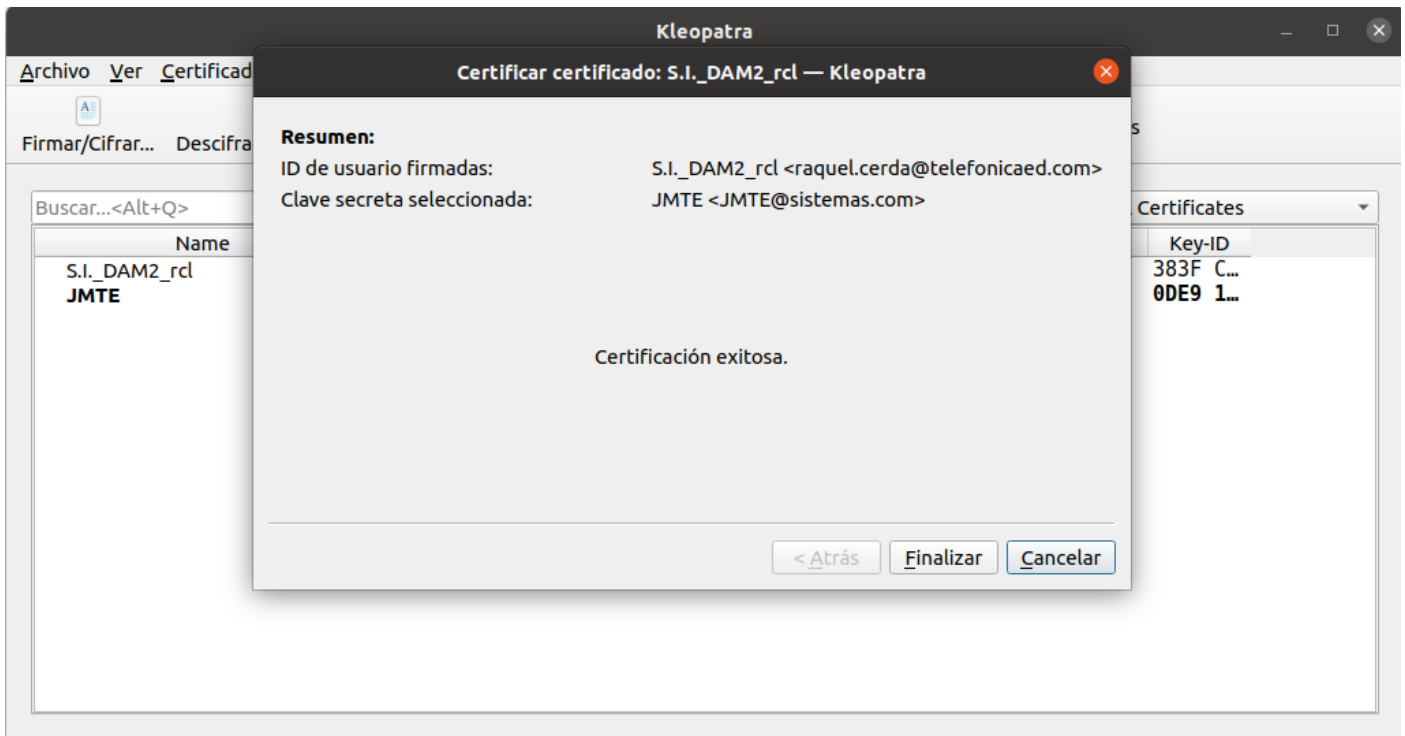 Kleopatra
Archivo Ver Certificad
Certificar certificado: S.I._DAM2_rcl — Kleopatra
Firmar/Cifrar... Descifra
s
Resumen:
ID de usuario firmadas: S.I._DAM2_rcl <raquel.cerda@telefonicaed.com>
Clave secreta seleccionada: JMTE <JMTE@sistemas.com>
Buscar...<Alt+Q>
Certificates
Name
Key-ID
S.I._DAM2_rcl
383F C…
JMTE
0DE9 1…
Certificación exitosa.
< Atrás
Finalizar
Cancelar